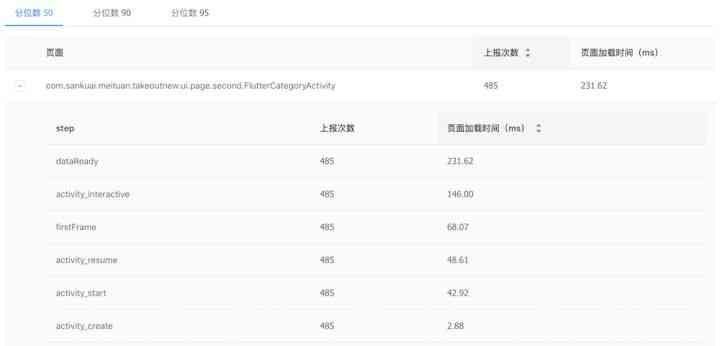 分位数 50 分位数 90 分位数 95
页面 上报次数 页面加载时间（ms）
com.sankuai.meituan.takeoutnew.ui.page.second.FlutterCategoryActivity 485 231.62
step 上报次数 页面加载时间（ms）
dataReady 485 231.62
activity_interactive 485 146.00
firstFrame 485 68.07
activity_resume 485 48.61
activity_start 485 42.92
activity_create 485 2.88